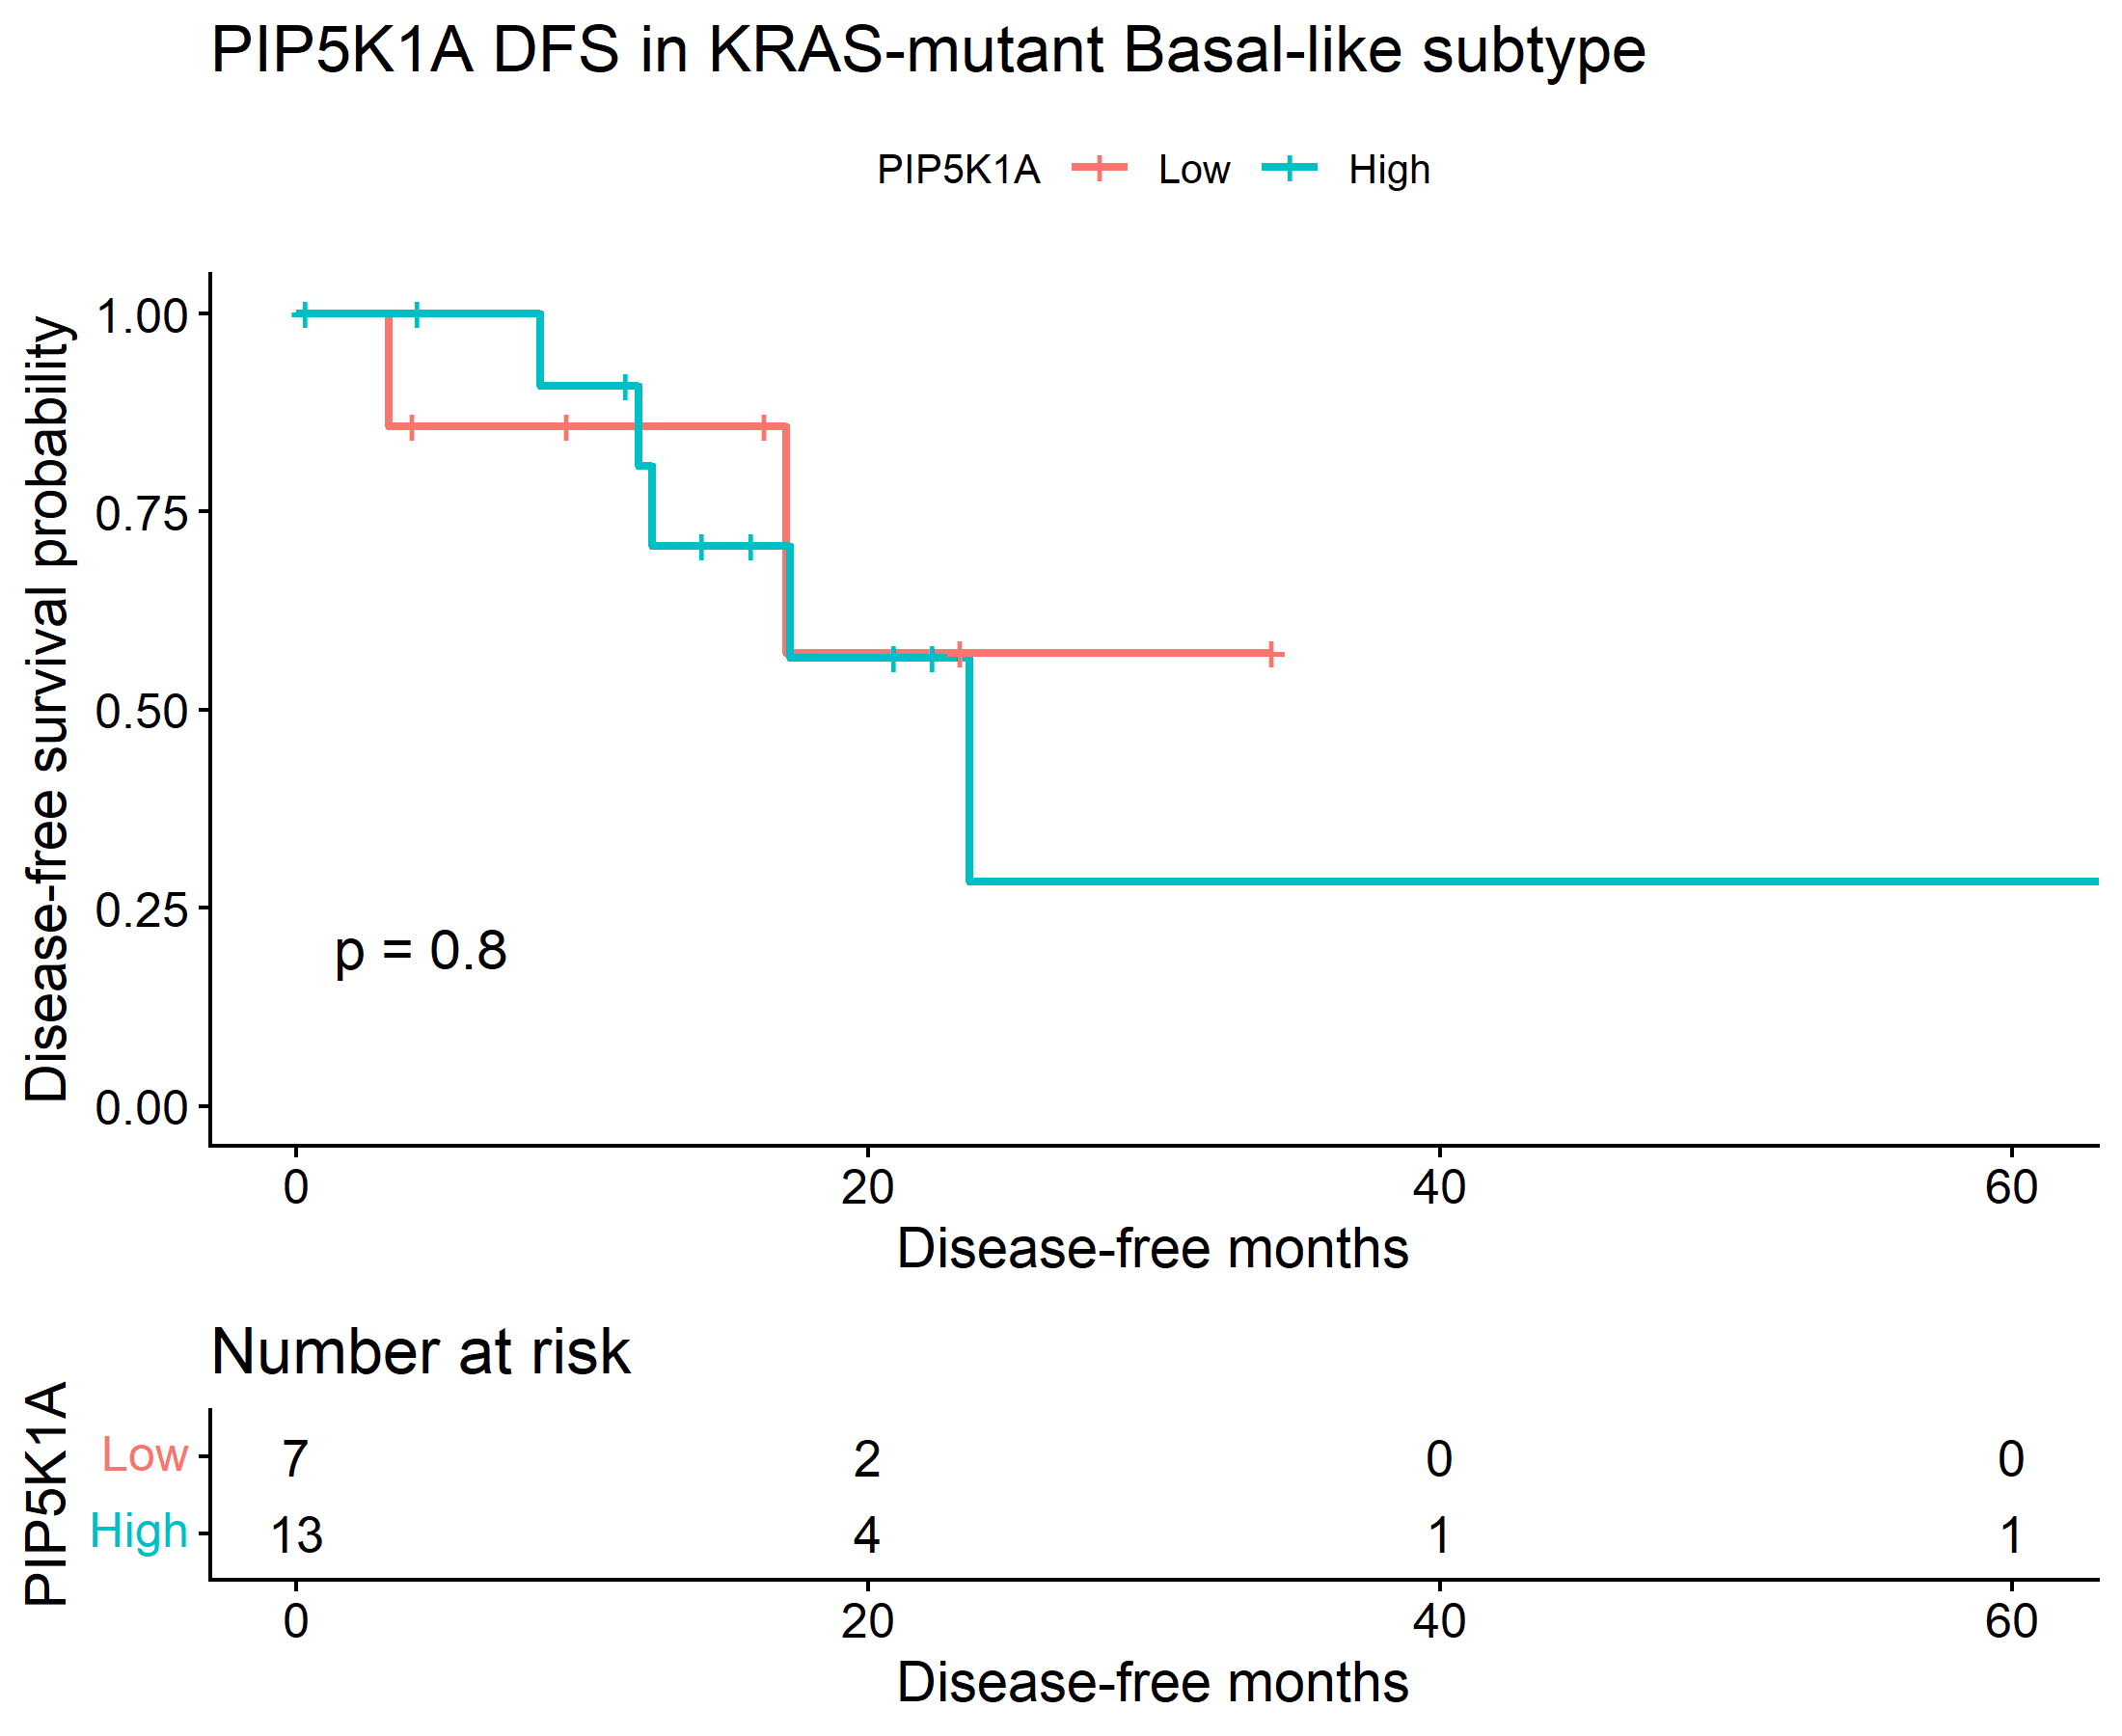 PIP5K1A DFS in KRAS-mutant Basal-like subtype
PIP5K1A Low High
Disease-free survival probability
1.00
0.75
0.50
0.25
0.00
p = 0.8
0 20 40 60
Disease-free months
Number at risk
PIP5K1A
Low 7 2 0 0
High 13 4 1 1
0 20 40 60
Disease-free months